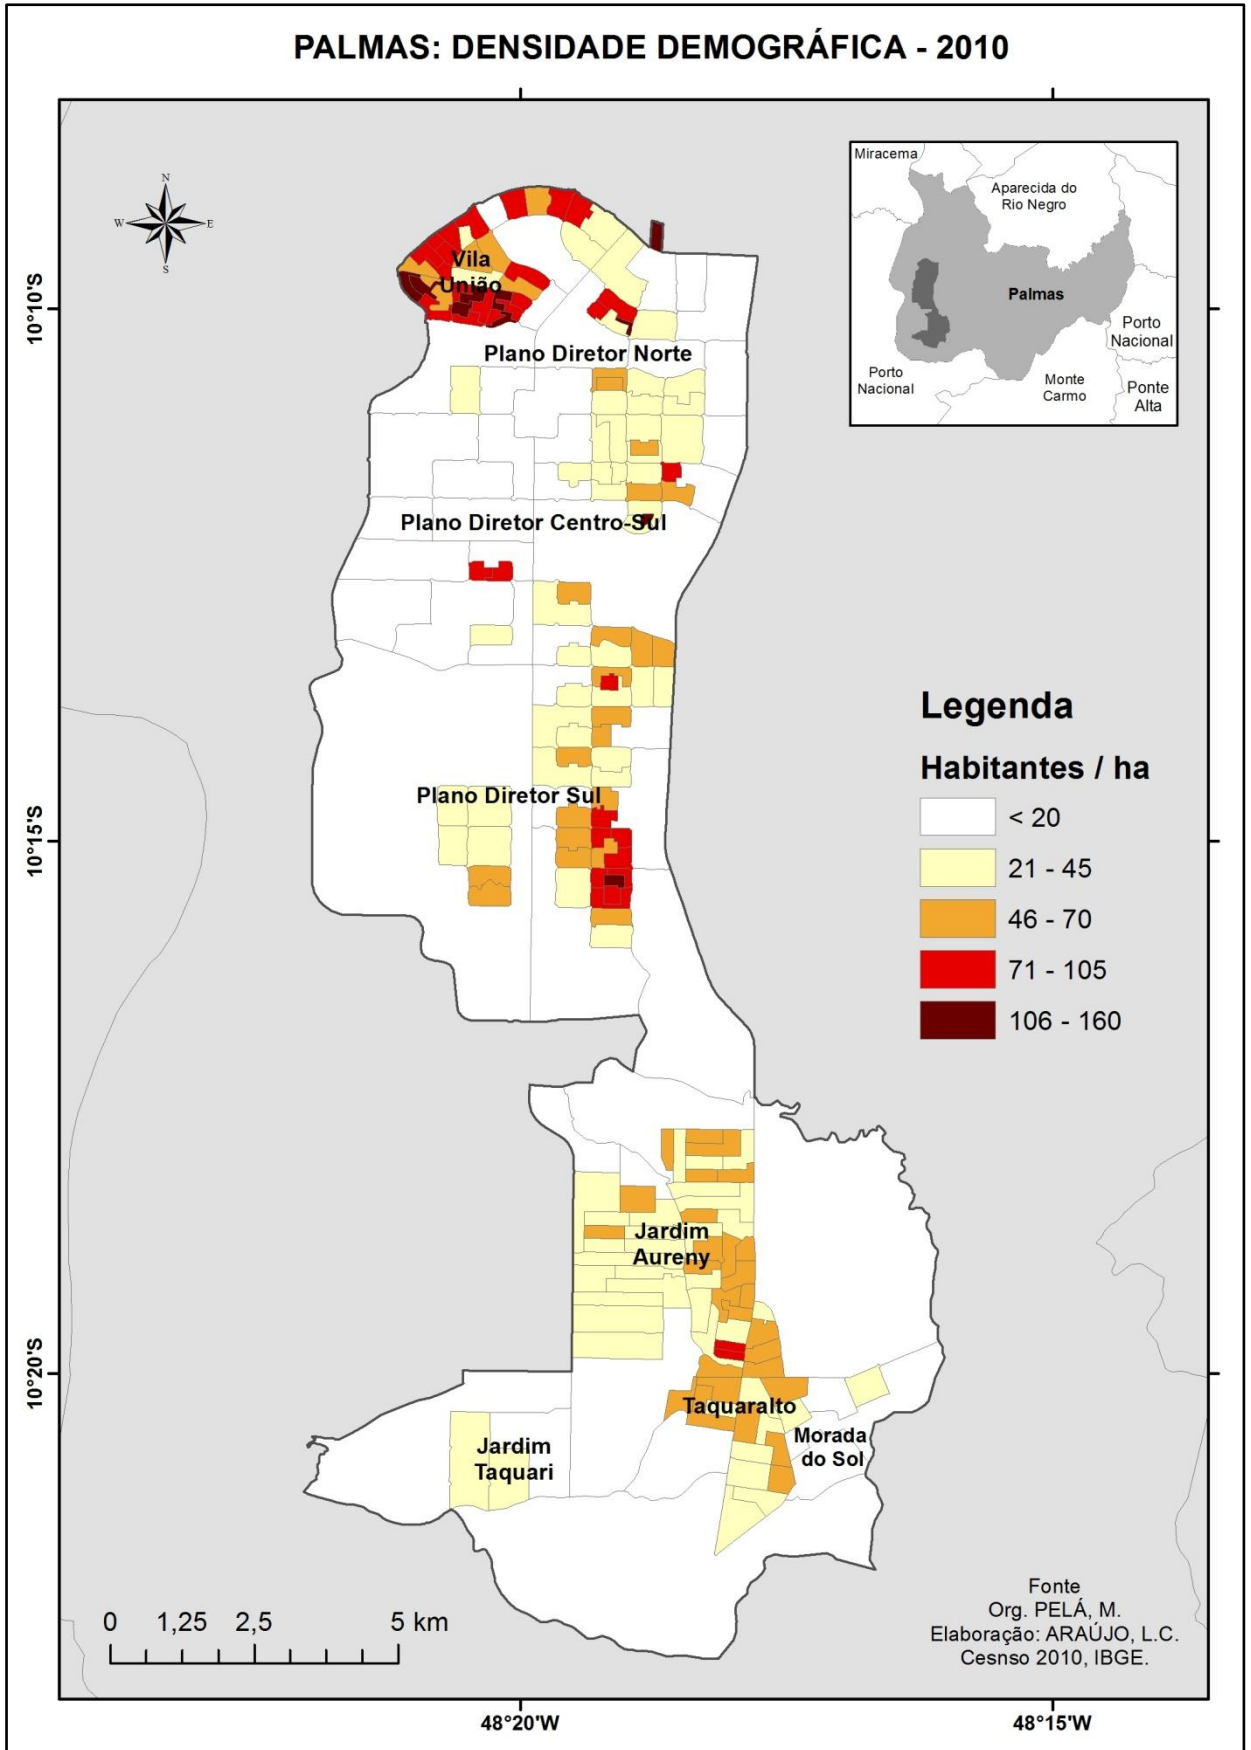 PALMAS: DENSIDADE DEMOGRÁFICA - 2010
N
W
E
S
Miracema
Aparecida do
Rio Negro
Palmas
Porto
Nacional
Porto
Nacional
Monte
Carmo
Ponte
Alta
10°10'S
Vila
União
Plano Diretor Norte
Plano Diretor Centro-Sul
Legenda
Habitantes / ha
< 20
21 - 45
46 - 70
71 - 105
106 - 160
Plano Diretor Sul
10°15'S
Jardim
Aureny
10°20'S
Taquaralto
Morada
do Sol
Jardim
Taquari
0 1,25 2,5 5 km
Fonte
Org. PELÁ, M.
Elaboração: ARAÚJO, L.C.
Cesnso 2010, IBGE.
48°20'W
48°15'W